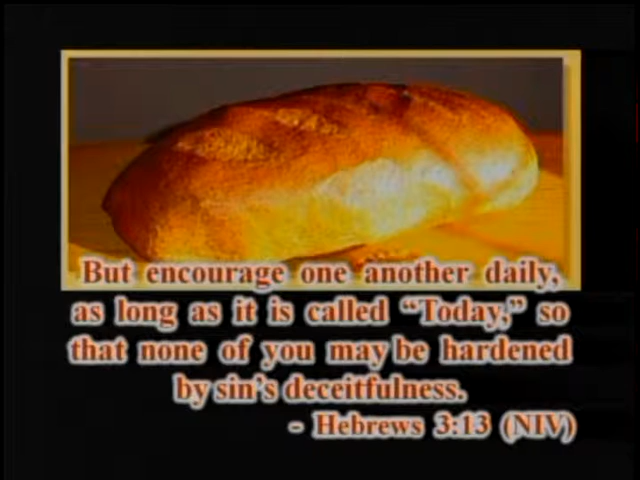 But encourage one another daily,
as long as it is called “Today,” so
that none of you may be hardened
by sin’s deceitfulness.
- Hebrews 3:13 (NIV)